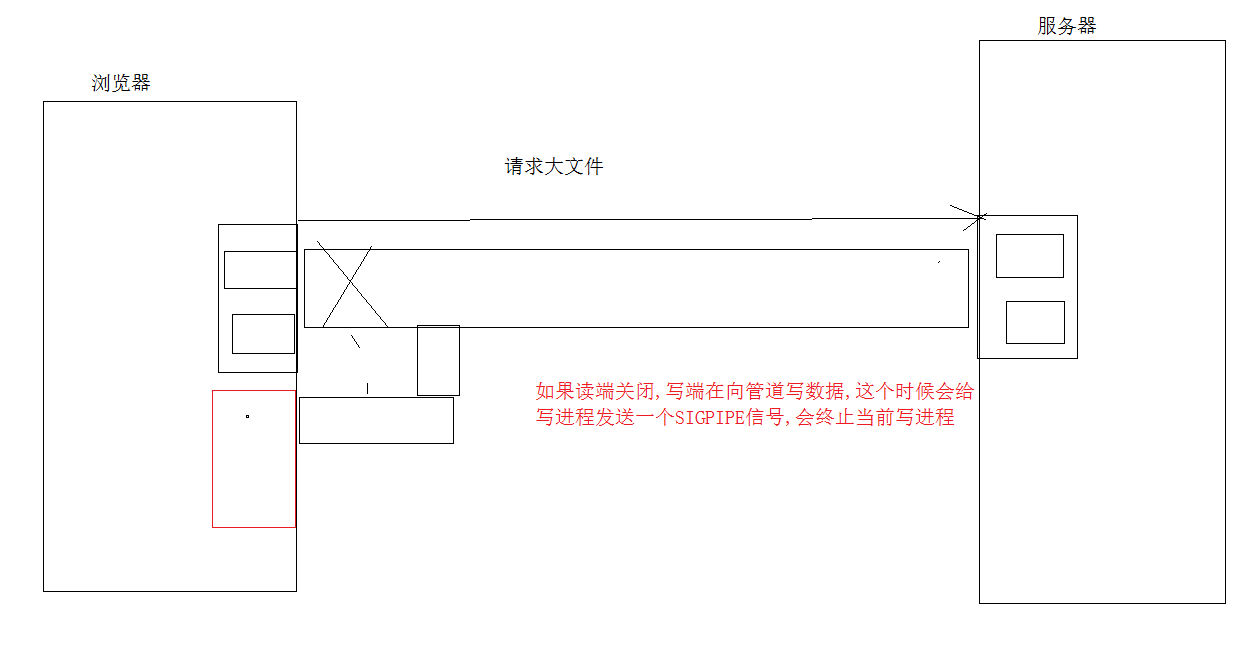 服务器
浏览器
请求大文件
如果读端关闭,写端在向管道写数据,这个时候会给
写进程发送一个SIGPIPE信号,会终止当前写进程